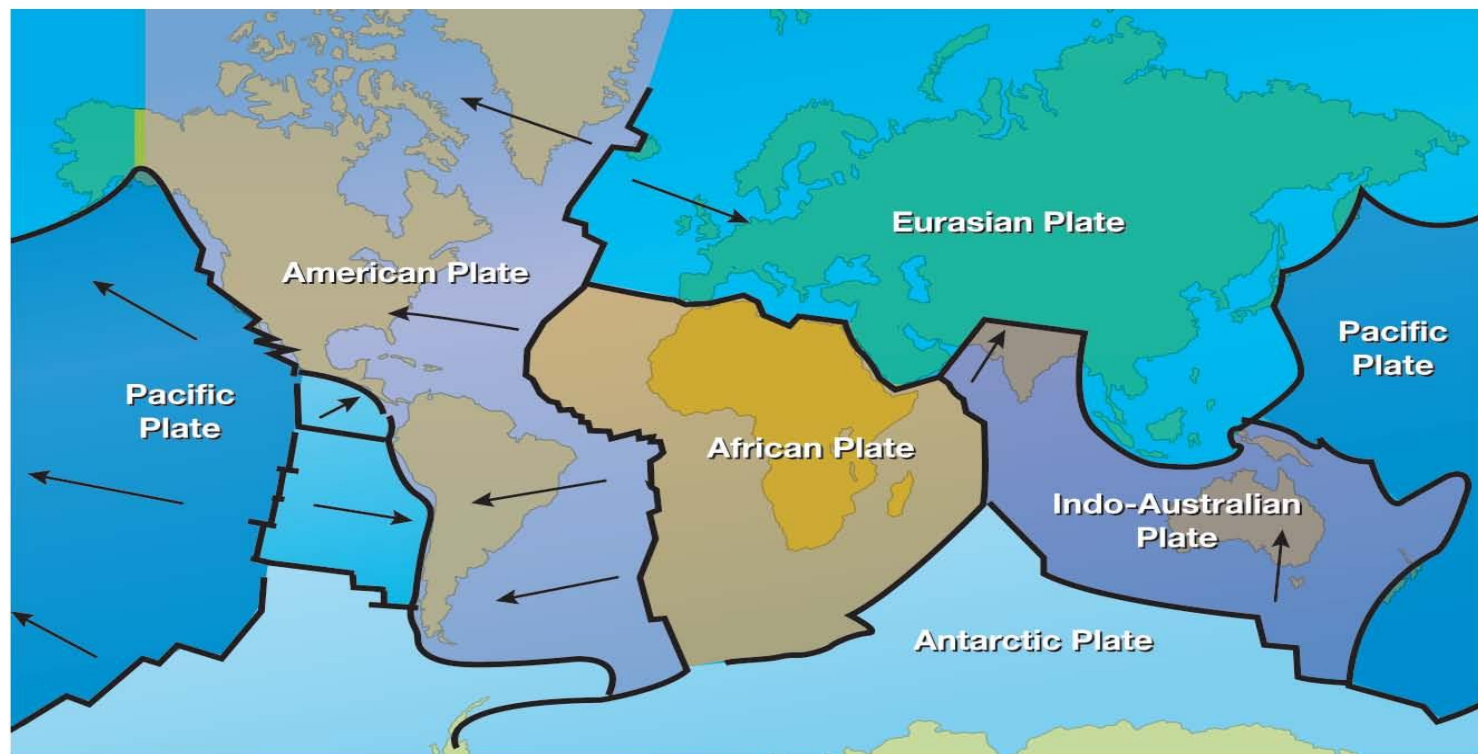 Eurasian Plate
American Plate
Pacific
Plate
Pacific
Plate
African Plate
Indo-Australian
Plate
Antarctic Plate